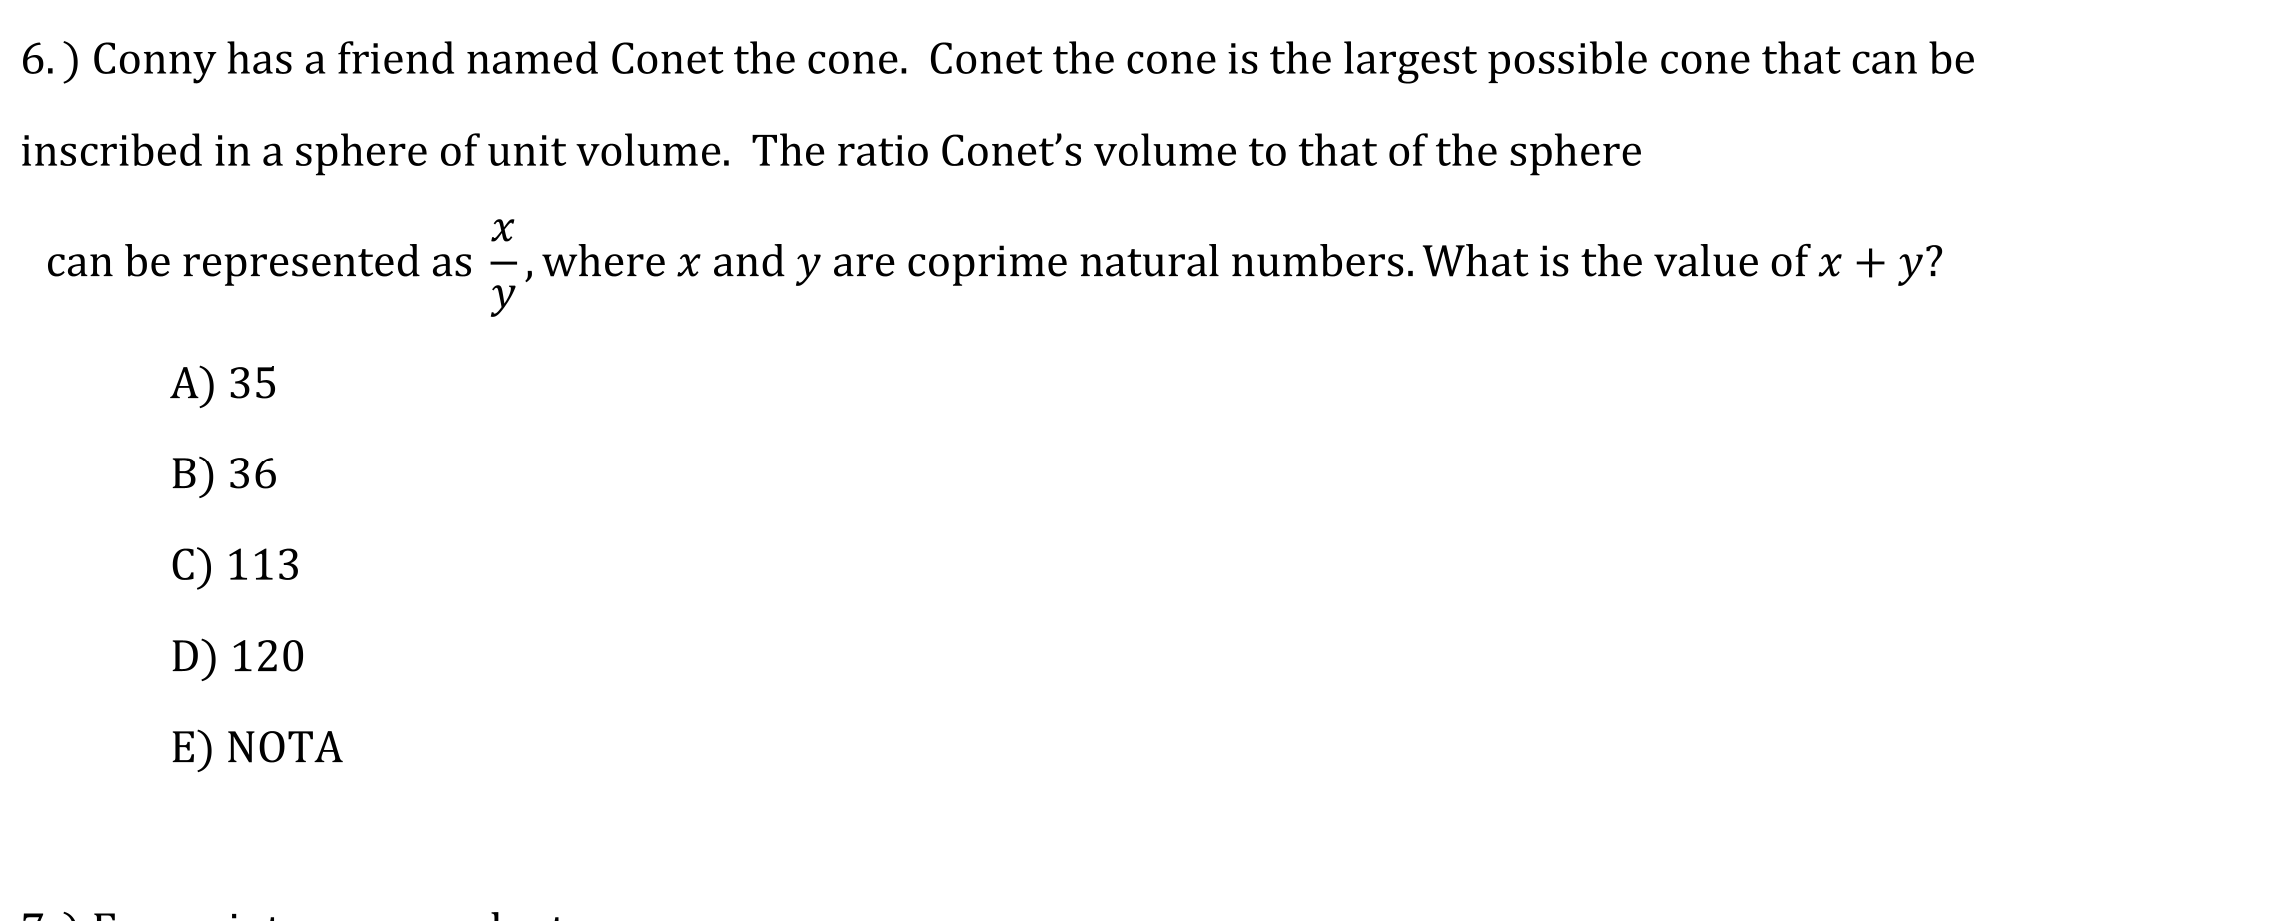 6.) Conny has a friend named Conet the cone.  Conet the cone is the largest possible cone that can be
inscribed in a sphere of unit volume.  The ratio Conet’s volume to that of the sphere
can be represented as x/y, where x and y are coprime natural numbers. What is the value of x + y?
A) 35
B) 36
C) 113
D) 120
E) NOTA